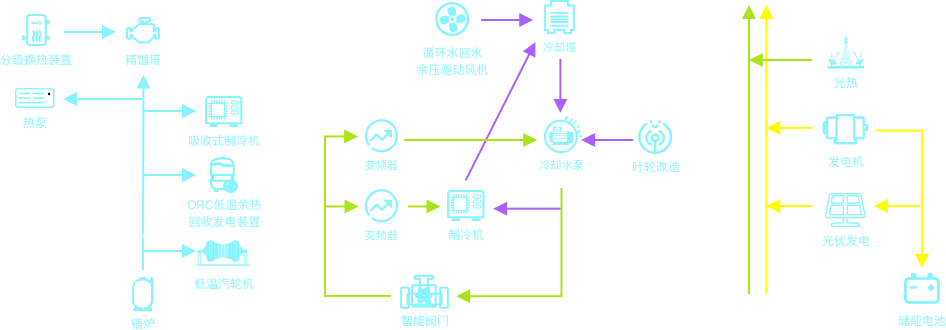 分级换热装置
精馏塔
热泵
吸收式制冷机
ORC低温余热
回收发电装置
低温汽轮机
锅炉
循环水回水
余压驱动风机
冷却塔
变频器
冷却水泵
叶轮改造
变频器
制冷机
智能阀门
光热
发电机
光伏发电
储能电池